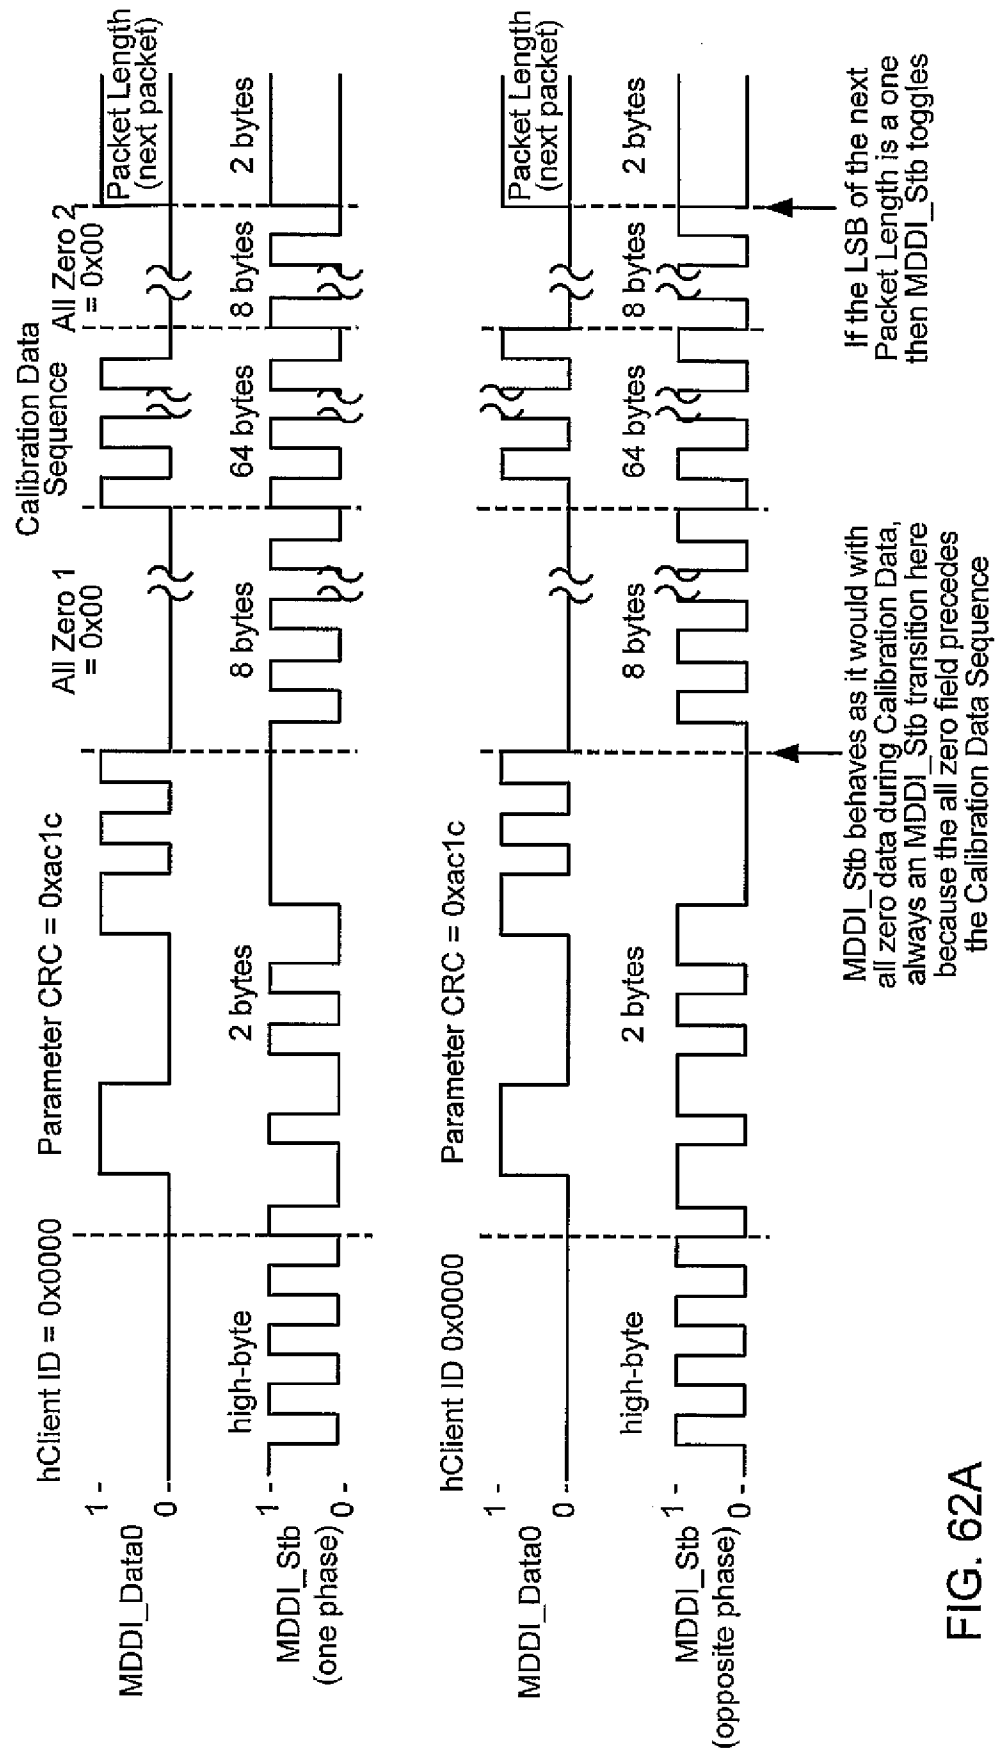 hClient ID = 0x0000
Parameter CRC = 0xac1c
All Zero 1
= 0x00
Calibration Data
Sequence
All Zero 2
= 0x00
MDDI_Data0
1
0
Packet Length
(next packet)
MDDI_Stb
(one phase)
1
0
high-byte
2 bytes
8 bytes
64 bytes
8 bytes
2 bytes
hClient ID 0x0000
Parameter CRC = 0xac1c
MDDI_Data0
1
0
Packet Length
(next packet)
MDDI_Stb
(opposite phase)
1
0
high-byte
2 bytes
8 bytes
64 bytes
8 bytes
2 bytes
MDDI_Stb behaves as it would with
all zero data during Calibration Data,
always an MDDI_Stb transition here
because the all zero field precedes
the Calibration Data Sequence
If the LSB of the next
Packet Length is a one
then MDDI_Stb toggles
FIG. 62A